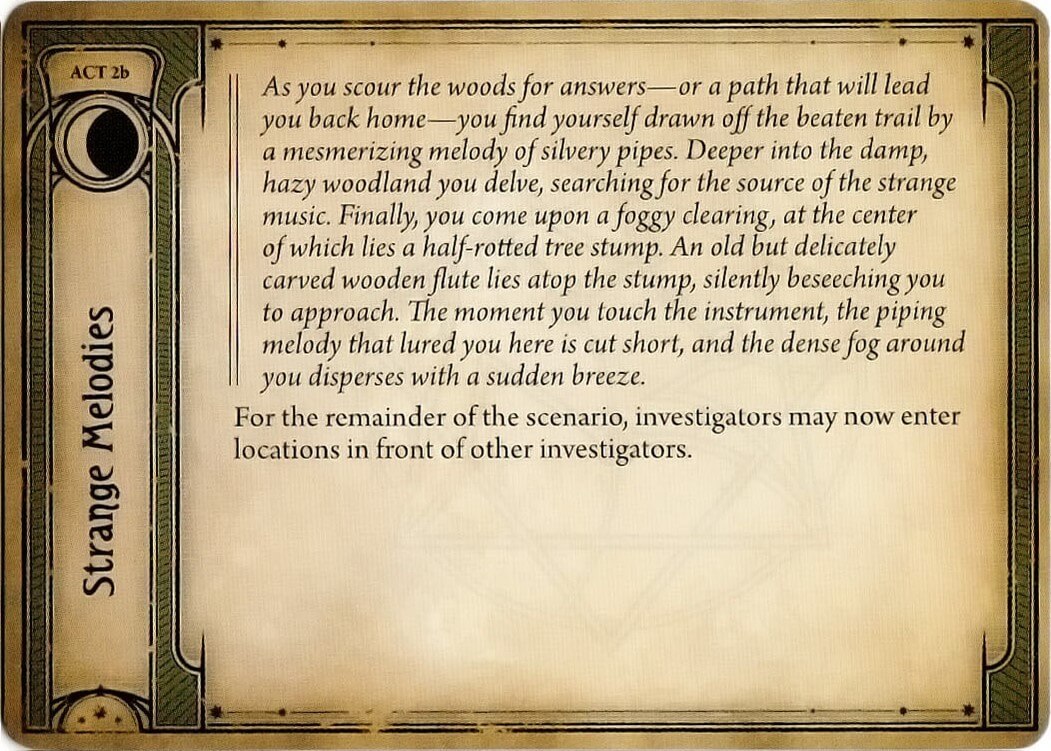 ACT 2b
Strange Melodies
As you scour the woods for answers—or a path that will lead
you back home—you find yourself drawn off the beaten trail by
a mesmerizing melody of silvery pipes. Deeper into the damp,
hazy woodland you delve, searching for the source of the strange
music. Finally, you come upon a foggy clearing, at the center
of which lies a half-rotted tree stump. An old but delicately
carved wooden flute lies atop the stump, silently beseeching you
to approach. The moment you touch the instrument, the piping
melody that lured you here is cut short, and the dense fog around
you disperses with a sudden breeze.
For the remainder of the scenario, investigators may now enter
locations in front of other investigators.